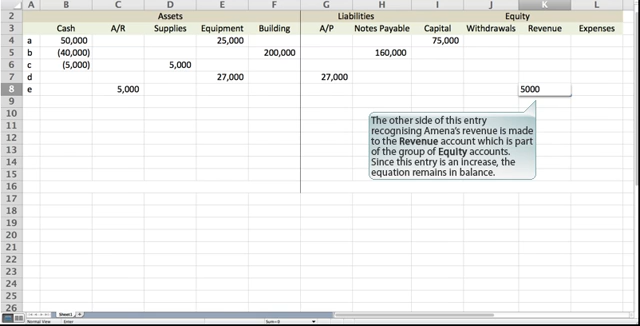 A B C D E F G H I J K L
2 Assets Liabilities Equity
3 Cash A/R Supplies Equipment Building A/P Notes Payable Capital Withdrawals Revenue Expenses
4 a 50,000 25,000 75,000
5 b (40,000) 200,000 160,000
6 c (5,000) 5,000
7 d 27,000 27,000
8 e 5,000 5000
9
10
The other side of this entry
11
recognising Amena's revenue is made
12
to the Revenue account which is part
13
of the group of Equity accounts.
14
Since this entry is an increase, the
15
equation remains in balance.
16
17
18
19
20
21
22
23
24
25
26
Sheet1
Normal View Enter Sum=0